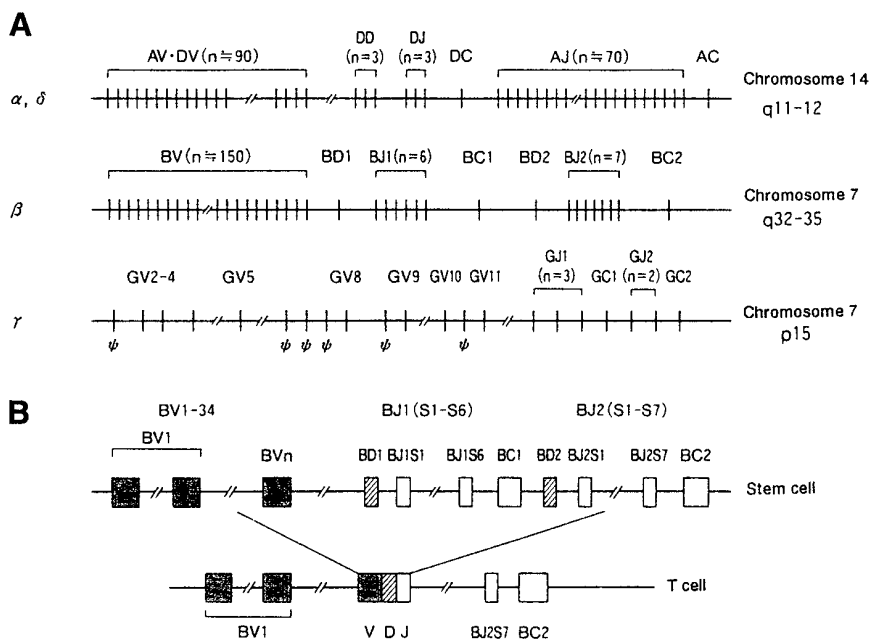 A
AV·DV (n≒90)
DD
(n=3)
DJ
(n=3)
DC
AJ (n≒70)
AC
α, δ
Chromosome 14
q11-12
BV (n≒150)
BD1
BJ1 (n=6)
BC1
BD2
BJ2 (n=7)
BC2
β
Chromosome 7
q32-35
GV2-4
GV5
GV8
GV9
GV10
GV11
GJ1
(n=3)
GC1
GJ2
(n=2)
GC2
γ
Chromosome 7
p15
ψ ψ ψ ψ ψ ψ
B
BV1-34
BJ1 (S1-S6)
BJ2 (S1-S7)
BV1
BVn
BD1
BJ1S1
BJ1S6
BC1
BD2
BJ2S1
BJ2S7
BC2
Stem cell
T cell
BV1
V D J
BJ2S7
BC2